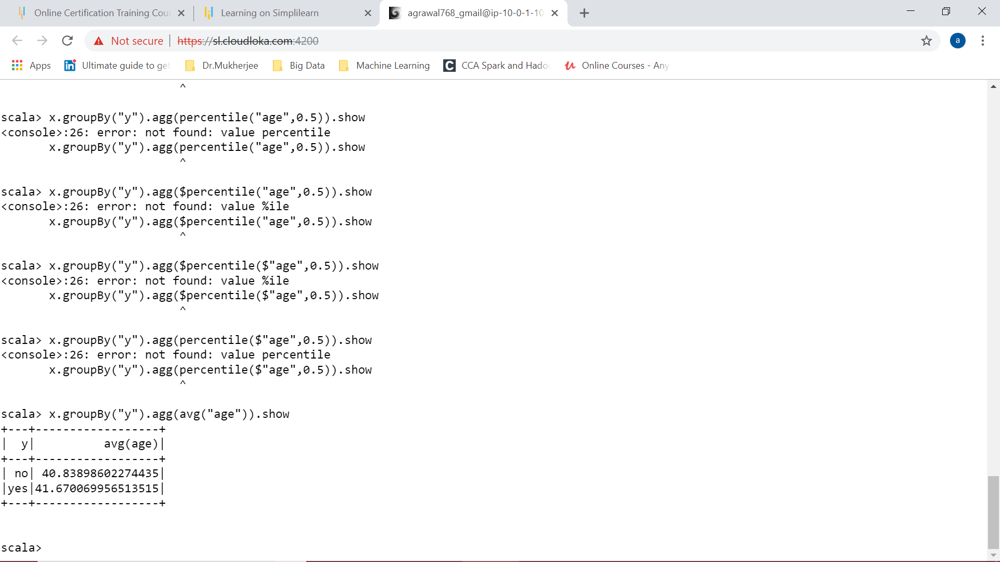 Online Certification Training Cou
Learning on Simplilearn
agrawal768_gmail@ip-10-0-1-10
Not secure
https://sl.cloudloka.com:4200
a
Apps
Ultimate guide to get
Dr.Mukherjee
Big Data
Machine Learning
CCA Spark and Hadoo
Online Courses - Any
^
scala> x.groupBy("y").agg(percentile("age",0.5)).show
<console>:26: error: not found: value percentile
       x.groupBy("y").agg(percentile("age",0.5)).show
                          ^
scala> x.groupBy("y").agg($percentile("age",0.5)).show
<console>:26: error: not found: value %ile
       x.groupBy("y").agg($percentile("age",0.5)).show
                          ^
scala> x.groupBy("y").agg($percentile($"age",0.5)).show
<console>:26: error: not found: value %ile
       x.groupBy("y").agg($percentile($"age",0.5)).show
                          ^
scala> x.groupBy("y").agg(percentile($"age",0.5)).show
<console>:26: error: not found: value percentile
       x.groupBy("y").agg(percentile($"age",0.5)).show
                          ^
scala> x.groupBy("y").agg(avg("age")).show
+---+------------------+
|  y|          avg(age)|
+---+------------------+
| no| 40.83898602274435|
|yes|41.670069956513515|
+---+------------------+
scala>